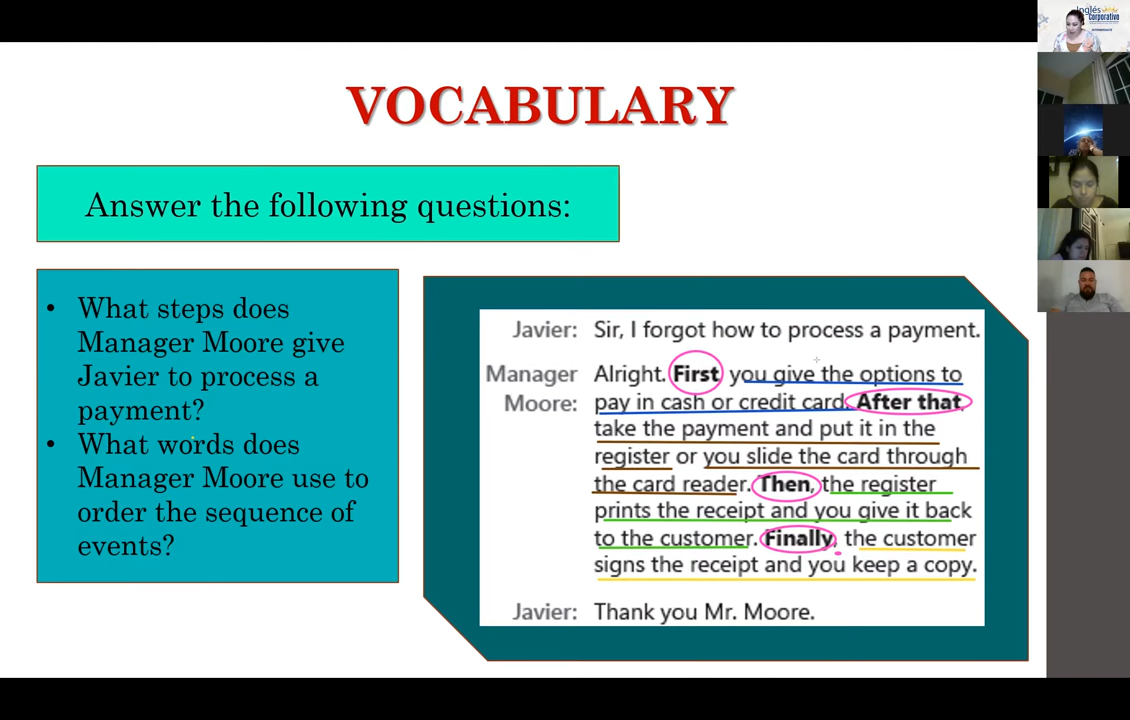 Inglés
Corporativo
VOCABULARY
Answer the following questions:
• What steps does
Manager Moore give
Javier to process a
payment?
• What words does
Manager Moore use to
order the sequence of
events?
Javier: Sir, I forgot how to process a payment.
Manager Alright. First you give the options to
Moore: pay in cash or credit card. After that,
take the payment and put it in the
register or you slide the card through
the card reader. Then, the register
prints the receipt and you give it back
to the customer. Finally, the customer
signs the receipt and you keep a copy.
Javier: Thank you Mr. Moore.